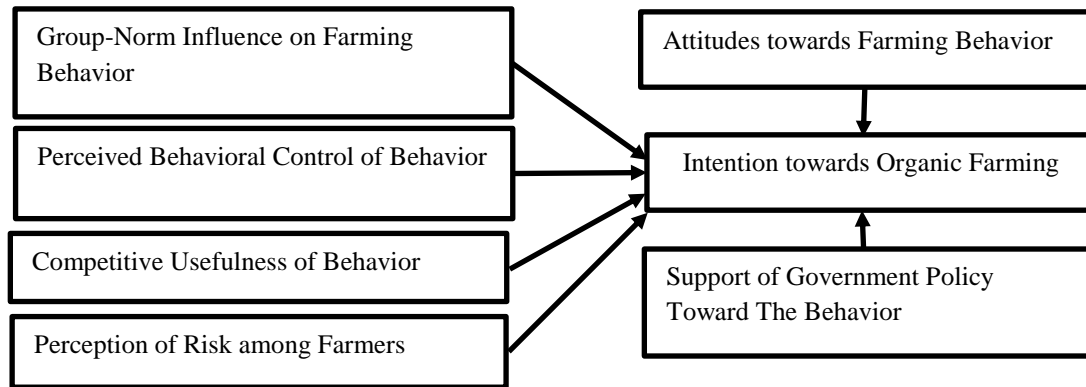 Group-Norm Influence on Farming
Behavior
Perceived Behavioral Control of Behavior
Competitive Usefulness of Behavior
Perception of Risk among Farmers
Attitudes towards Farming Behavior
Intention towards Organic Farming
Support of Government Policy
Toward The Behavior